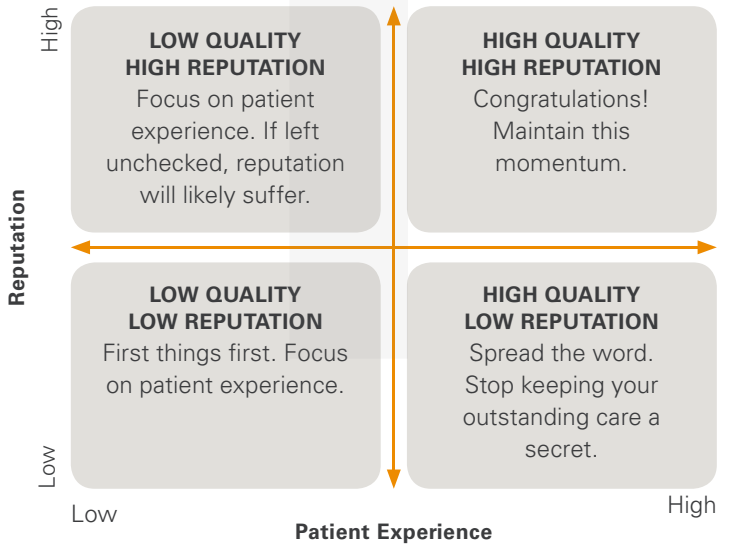 High
Reputation
Low
LOW QUALITY
HIGH REPUTATION
Focus on patient
experience. If left
unchecked, reputation
will likely suffer.
HIGH QUALITY
HIGH REPUTATION
Congratulations!
Maintain this
momentum.
LOW QUALITY
LOW REPUTATION
First things first. Focus
on patient experience.
HIGH QUALITY
LOW REPUTATION
Spread the word.
Stop keeping your
outstanding care a
secret.
Low
High
Patient Experience